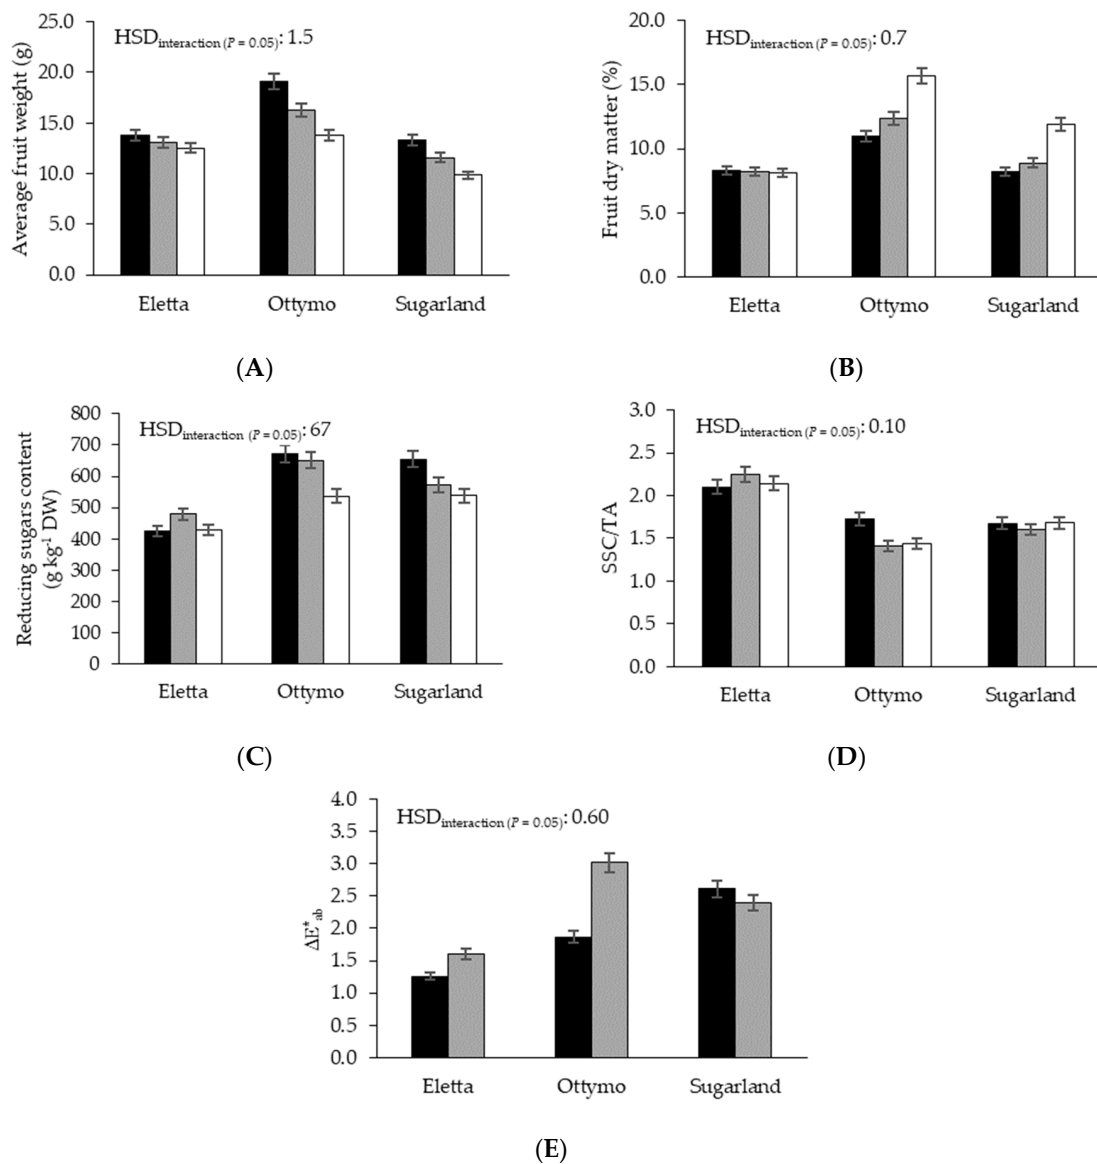 Average fruit weight (g)
25.0
20.0
15.0
10.0
5.0
0.0
HSDinteraction (P = 0.05): 1.5
Eletta Ottymo Sugarland
(A)
Fruit dry matter (%)
20.0
15.0
10.0
5.0
0.0
HSDinteraction (P = 0.05): 0.7
Eletta Ottymo Sugarland
(B)
Reducing sugars content
(g kg-1 DW)
800
700
600
500
400
300
200
100
0
HSDinteraction (P = 0.05): 67
Eletta Ottymo Sugarland
(C)
SSC/TA
3.0
2.5
2.0
1.5
1.0
0.5
0.0
HSDinteraction (P = 0.05): 0.10
Eletta Ottymo Sugarland
(D)
ΔE*ab
4.0
3.5
3.0
2.5
2.0
1.5
1.0
0.5
0.0
HSDinteraction (P = 0.05): 0.60
Eletta Ottymo Sugarland
(E)